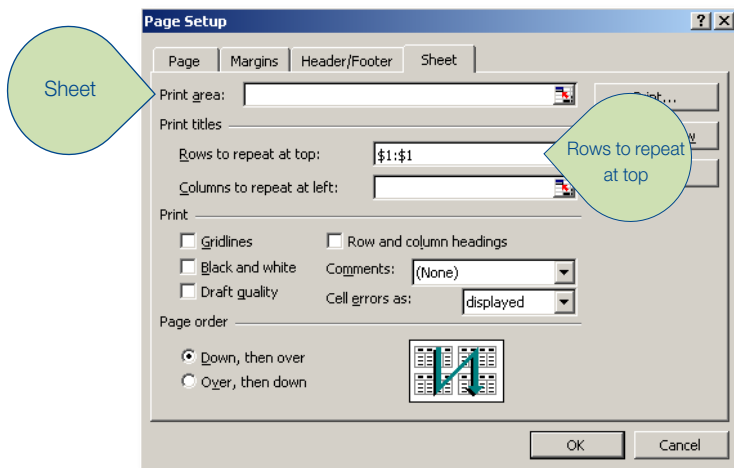 Page Setup
Page Margins Header/Footer Sheet
Sheet
Print area:
Print titles
Rows to repeat at top: $1:$1
Rows to repeat
at top
Columns to repeat at left:
Print
Gridlines Row and column headings
Black and white Comments: (None)
Draft quality Cell errors as: displayed
Page order
Down, then over
Over, then down
OK Cancel